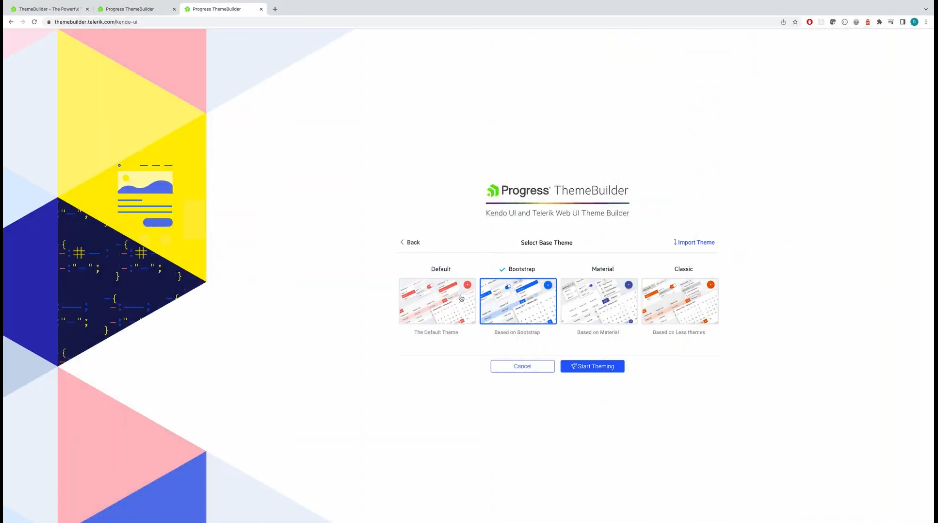 ThemeBuilder - The Powerful
Progress ThemeBuilder
Progress ThemeBuilder
themebuilder.telerik.com/kendo-ui
Progress® ThemeBuilder
Kendo UI and Telerik Web UI Theme Builder
Back
Select Base Theme
Import Theme
Default
Bootstrap
Material
Classic
The Default Theme
Based on Bootstrap
Based on Material
Based on Less themes
Cancel
Start Theming